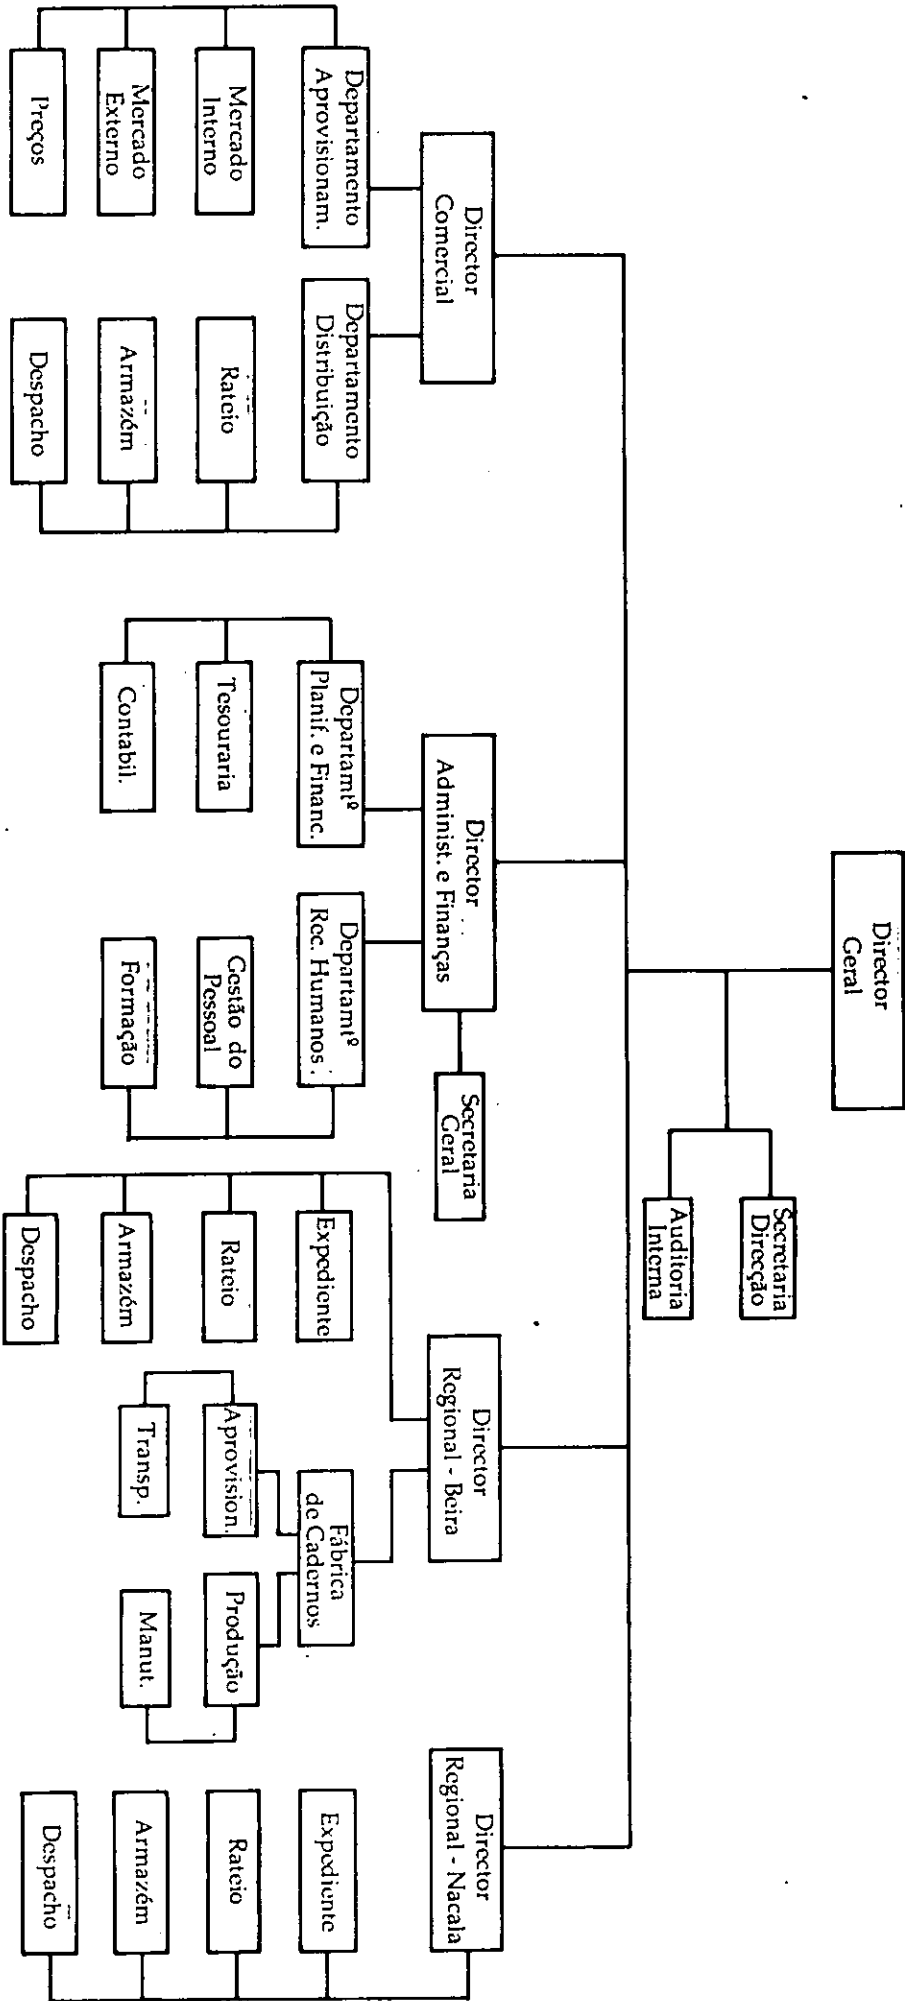 Director
Geral
Secretaria
Direcção
Auditoria
Interna
Director
Comercial
Director
Administ. e Finanças
Secretaria
Geral
Director
Regional - Beira
Director
Regional - Nacala
Departamento
Aprovisionam.
Departamento
Distribuição
Departamtº
Planif. e Financ.
Departamtº
Rec. Humanos
Expediente
Fábrica
de Cadernos
Expediente
Mercado
Interno
Rateio
Tesouraria
Gestão do
Pessoal
Rateio
Aprovision.
Produção
Rateio
Mercado
Externo
Armazém
Contabil.
Formação
Armazém
Transp.
Manut.
Armazém
Preços
Despacho
Despacho
Despacho